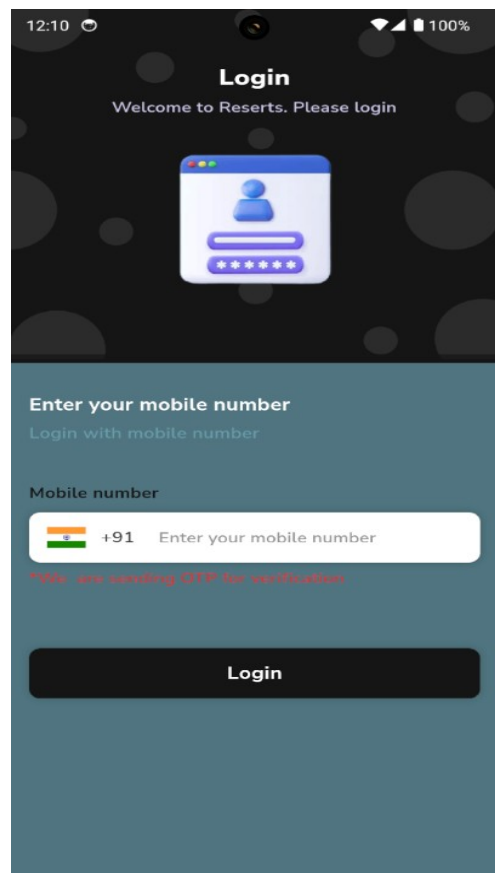 12:10
100%
Login
Welcome to Reserts. Please login
******
Enter your mobile number
Login with mobile number
Mobile number
+91 Enter your mobile number
*We are sending OTP for verification
Login